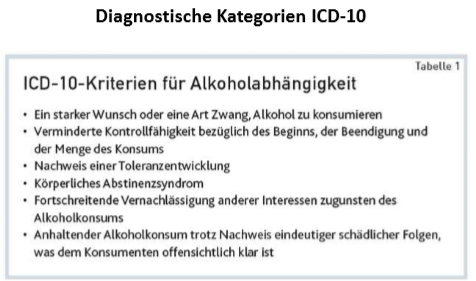 Diagnostische Kategorien ICD-10
Tabelle 1
ICD-10-Kriterien für Alkoholabhängigkeit
• Ein starker Wunsch oder eine Art Zwang, Alkohol zu konsumieren
• Verminderte Kontrollfähigkeit bezüglich des Beginns, der Beendigung und
der Menge des Konsums
• Nachweis einer Toleranzentwicklung
• Körperliches Abstinenzsyndrom
• Fortschreitende Vernachlässigung anderer Interessen zugunsten des
Alkoholkonsums
• Anhaltender Alkoholkonsum trotz Nachweis eindeutiger schädlicher Folgen,
was dem Konsumenten offensichtlich klar ist